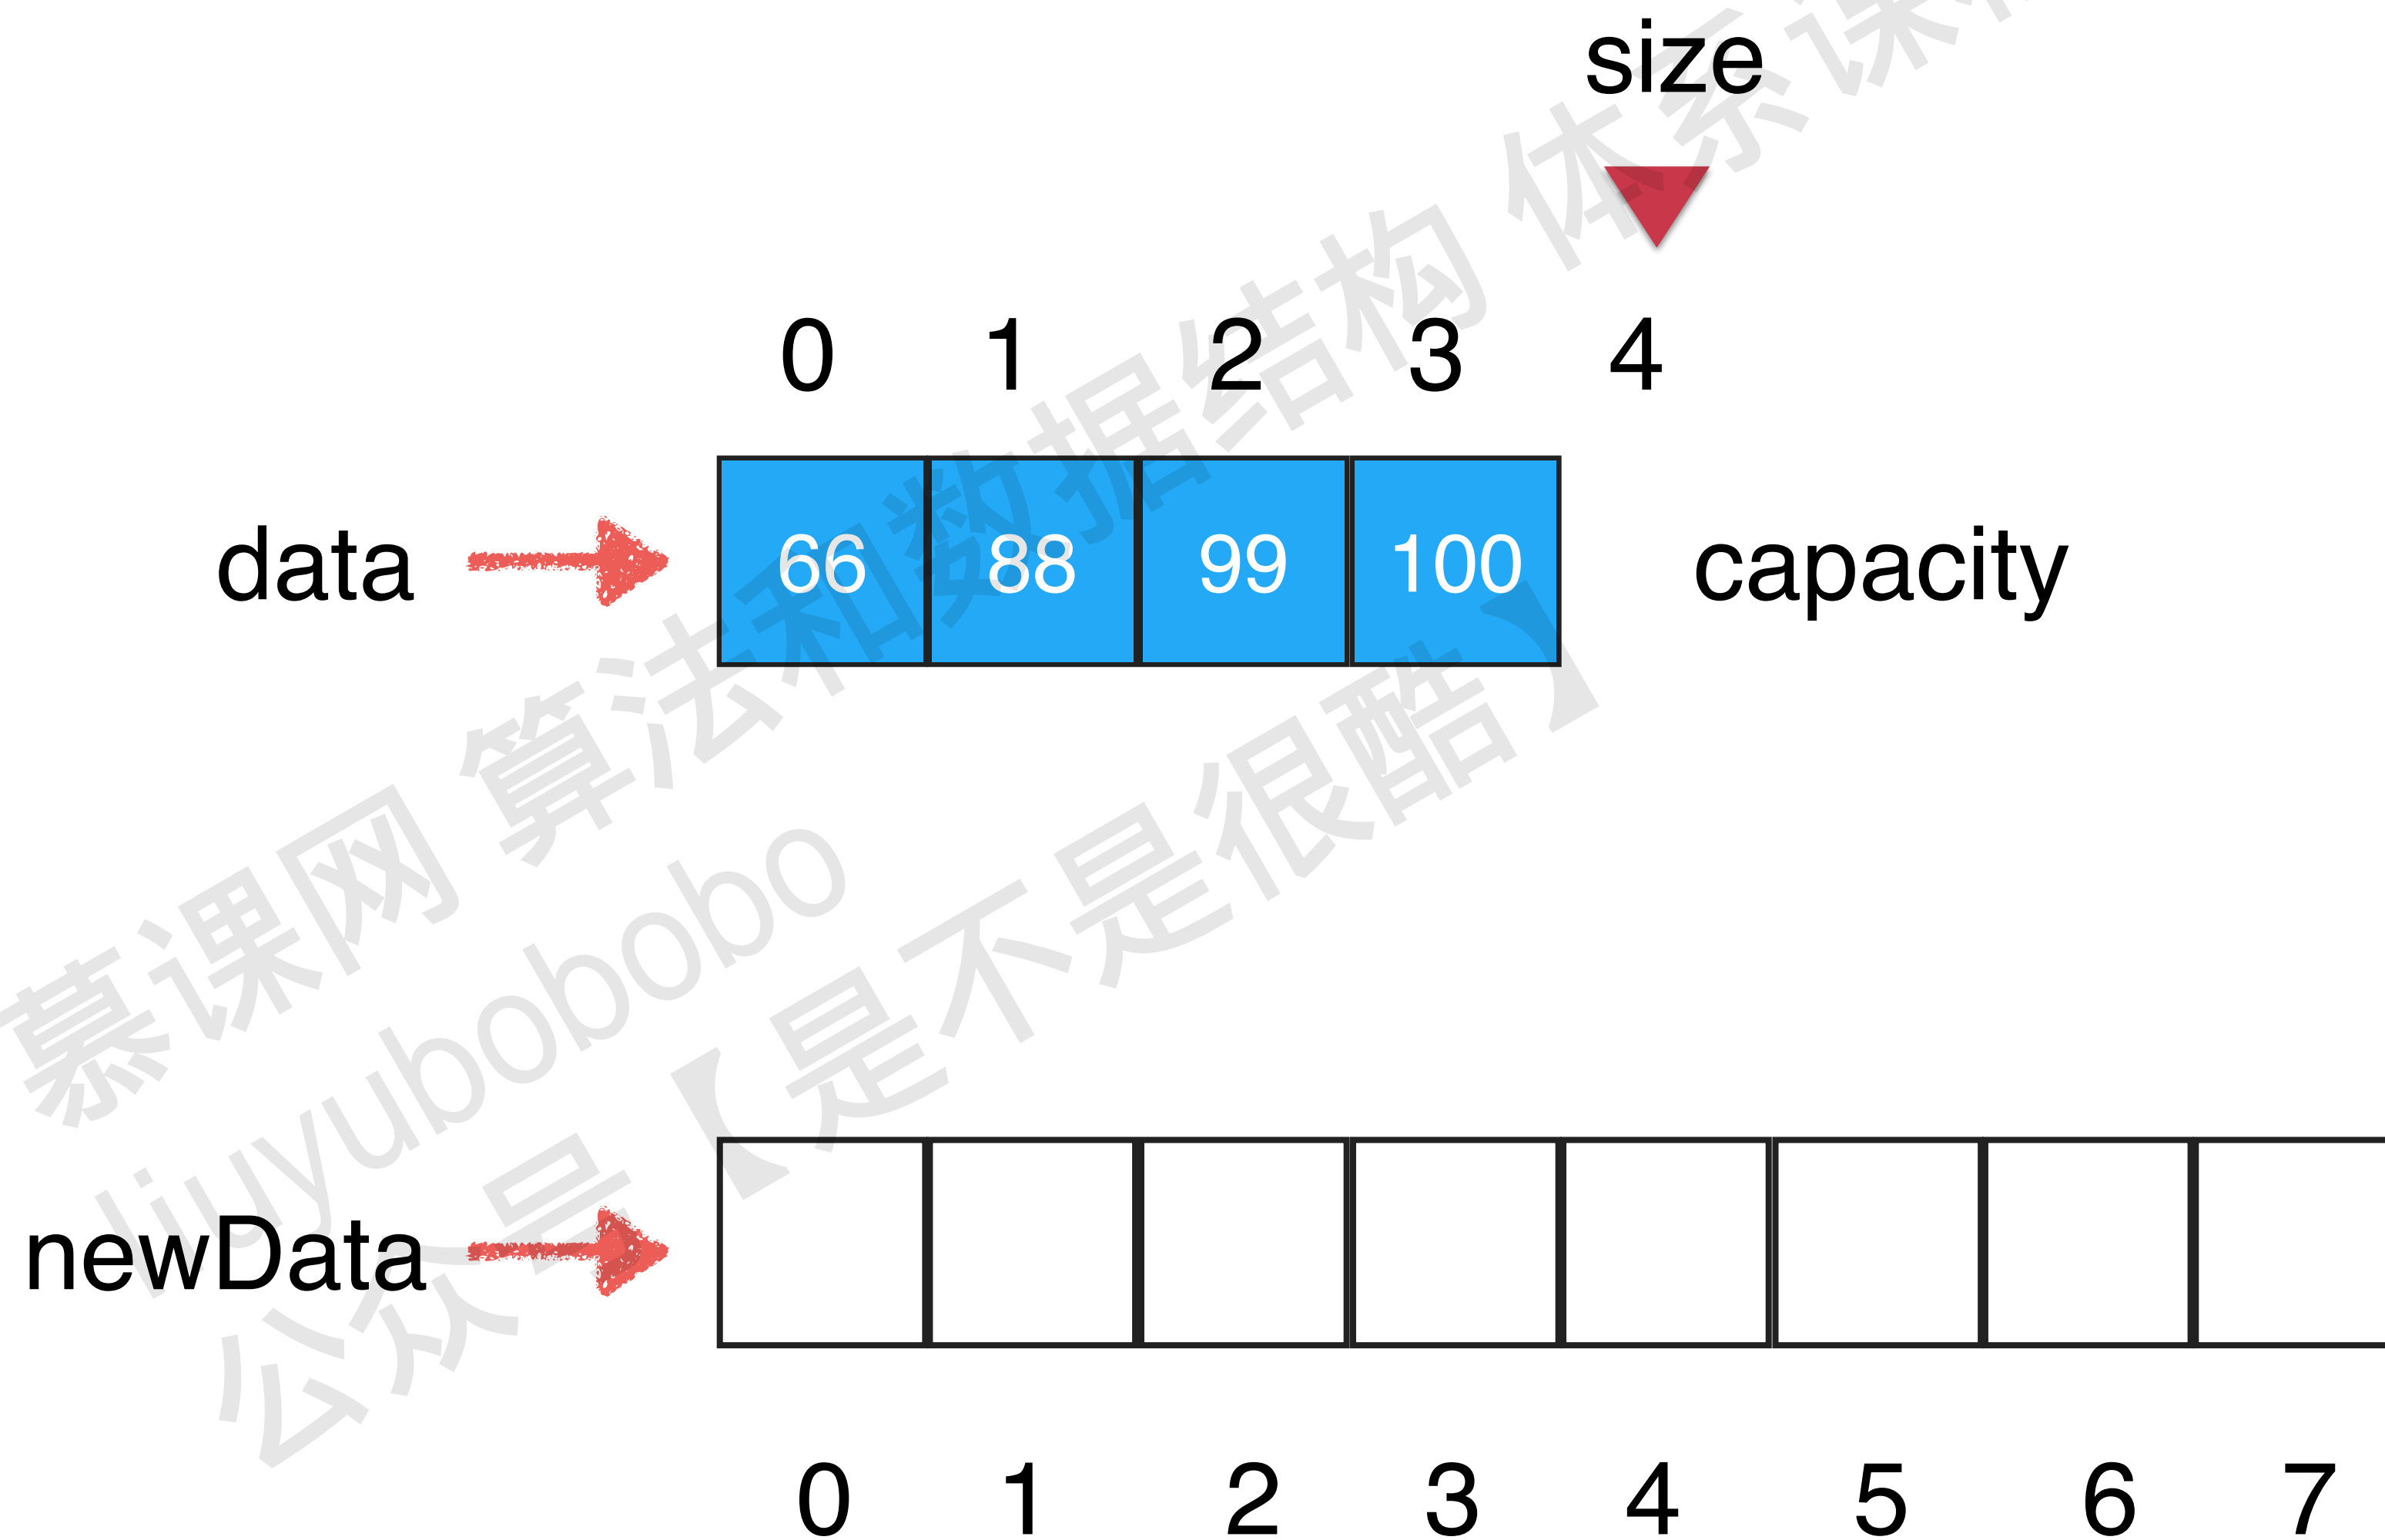 size
0 1 2 3 4
data 66 88 99 100 capacity
newData
0 1 2 3 4 5 6 7
慕课网 算法和数据结构 体系课
liuyubobobo
公众号【是不是很酷】